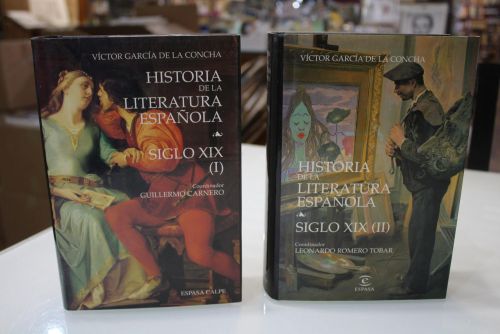 VÍCTOR GARCÍA DE LA CONCHA
HISTORIA
DE LA
LITERATURA
ESPAÑOLA
SIGLO XIX
(I)
Coordinador
GUILLERMO CARNERO
ESPASA CALPE
VÍCTOR GARCÍA DE LA CONCHA
HISTORIA
DE LA
LITERATURA
ESPAÑOLA
SIGLO XIX (II)
Coordinador
LEONARDO ROMERO TOBAR
ESPASA